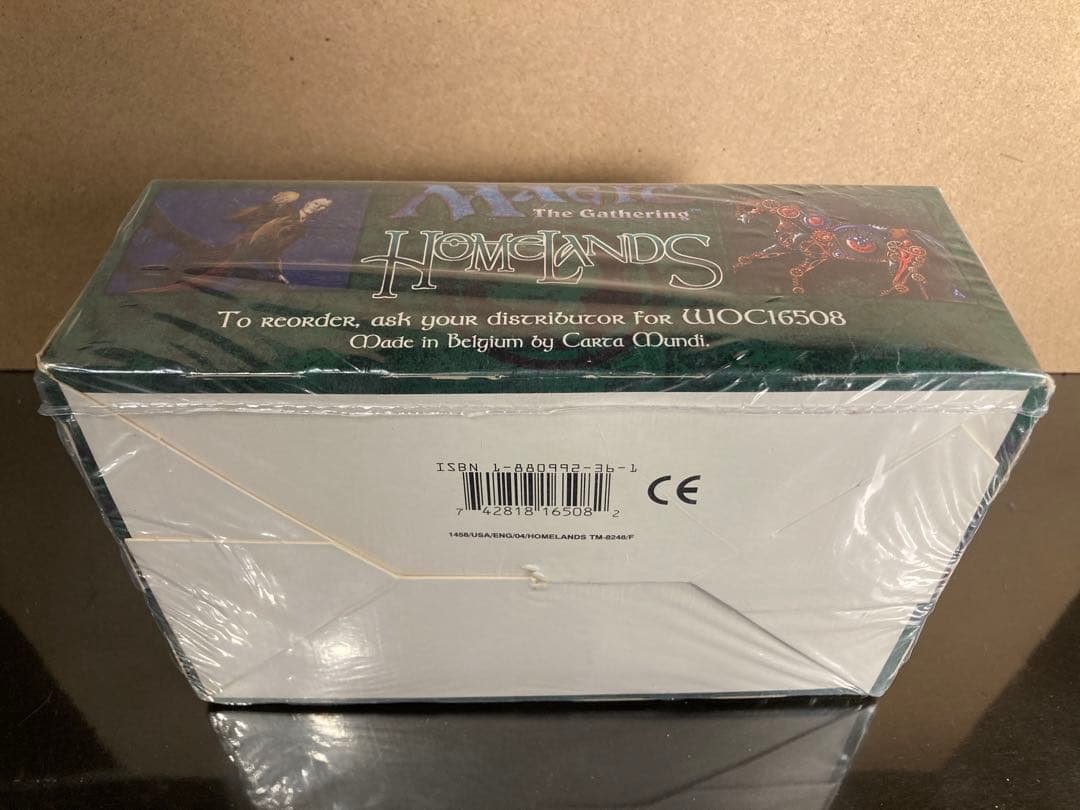 MAGIC
The Gathering™
HOMELANDS
To reorder, ask your distributor for WOC16508
Made in Belgium by Carta Mundi.
ISBN 1-880992-36-1
CE
7 42818 16508 2
1458/USA/ENG/04/HOMELANDS TM-8246/F